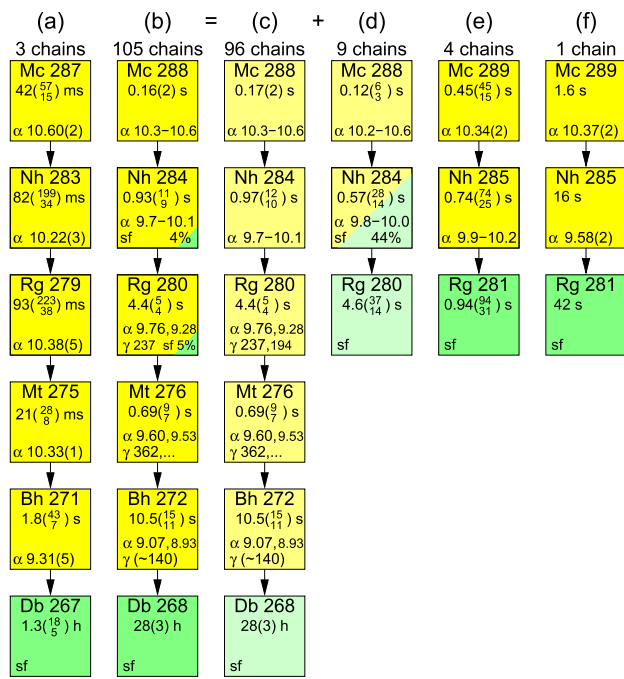 (a) (b) = (c) + (d) (e) (f)
3 chains 105 chains 96 chains 9 chains 4 chains 1 chain
Mc 287
42(57/15) ms
α 10.60(2)
Nh 283
82(199/34) ms
α 10.22(3)
Rg 279
93(223/38) ms
α 10.38(5)
Mt 275
21(28/8) ms
α 10.33(1)
Bh 271
1.8(43/7) s
α 9.31(5)
Db 267
1.3(18/5) h
sf
Mc 288
0.16(2) s
α 10.3−10.6
Nh 284
0.93(11/9) s
α 9.7−10.1
sf 4%
Rg 280
4.4(5/4) s
α 9.76,9.28
γ 237 sf 5%
Mt 276
0.69(9/7) s
α 9.60,9.53
γ 362,...
Bh 272
10.5(15/11) s
α 9.07,8.93
γ (~140)
Db 268
28(3) h
sf
Mc 288
0.17(2) s
α 10.3−10.6
Nh 284
0.97(12/10) s
α 9.7−10.1
Rg 280
4.4(5/4) s
α 9.76,9.28
γ 237,194
Mt 276
0.69(9/7) s
α 9.60,9.53
γ 362,...
Bh 272
10.5(15/11) s
α 9.07,8.93
γ (~140)
Db 268
28(3) h
sf
Mc 288
0.12(6/3) s
α 10.2−10.6
Nh 284
0.57(28/14) s
α 9.8−10.0
sf 44%
Rg 280
4.6(37/14) s
sf
Mc 289
0.45(45/15) s
α 10.34(2)
Nh 285
0.74(74/25) s
α 9.9−10.2
Rg 281
0.94(94/31) s
sf
Mc 289
1.6 s
α 10.37(2)
Nh 285
16 s
α 9.58(2)
Rg 281
42 s
sf